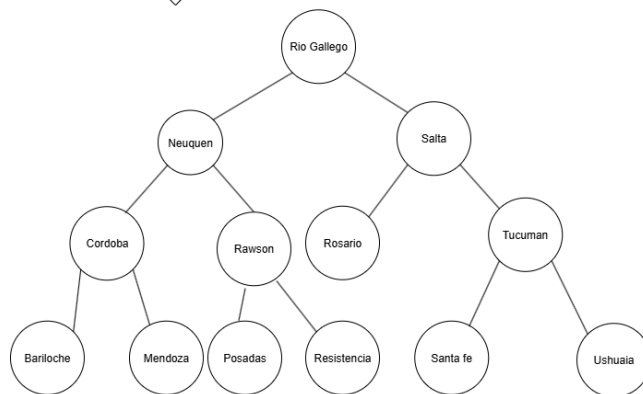 Rio Gallego
Neuquen
Salta
Cordoba
Rawson
Rosario
Tucuman
Bariloche
Mendoza
Posadas
Resistencia
Santa fe
Ushuaia